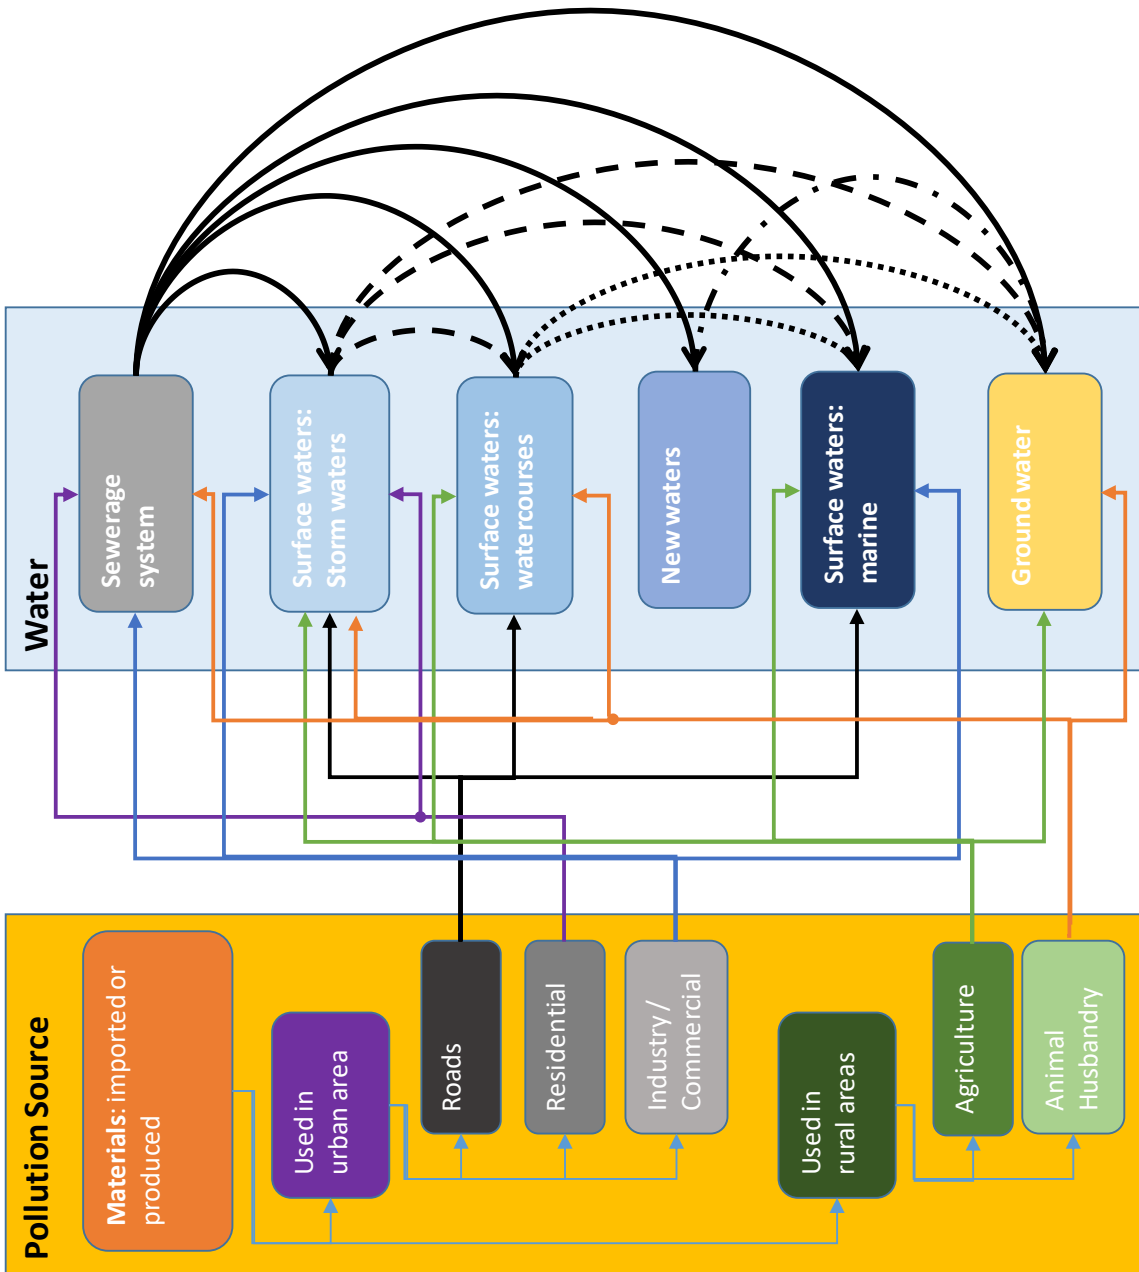 Pollution Source
Materials: imported or
produced
Used in
urban area
Roads
Residential
Industry /
Commercial
Used in
rural areas
Agriculture
Animal
Husbandry
Water
Sewerage
system
Surface waters:
Storm waters
Surface waters:
watercourses
New waters
Surface waters:
marine
Ground water